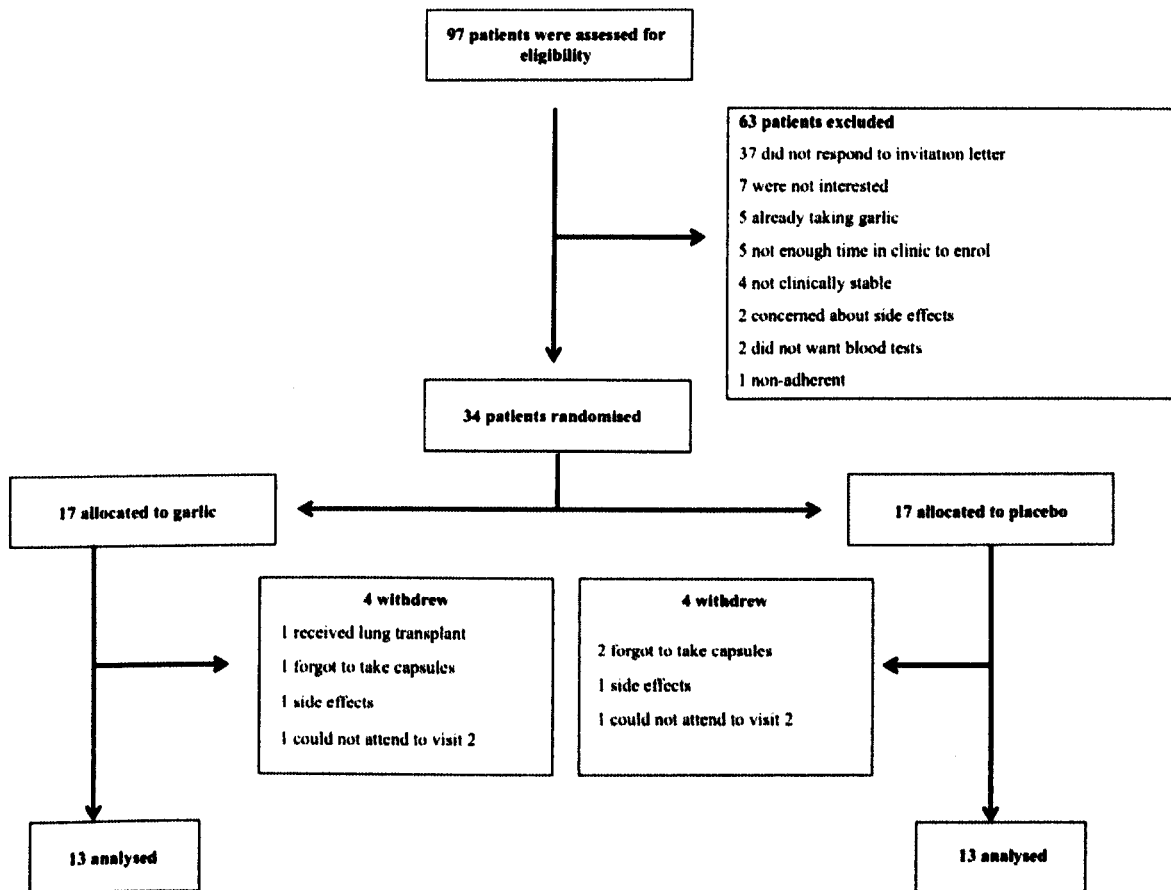 97 patients were assessed for
eligibility
63 patients excluded
37 did not respond to invitation letter
7 were not interested
5 already taking garlic
5 not enough time in clinic to enrol
4 not clinically stable
2 concerned about side effects
2 did not want blood tests
1 non-adherent
34 patients randomised
17 allocated to garlic
17 allocated to placebo
4 withdrew
1 received lung transplant
1 forgot to take capsules
1 side effects
1 could not attend to visit 2
4 withdrew
2 forgot to take capsules
1 side effects
1 could not attend to visit 2
13 analysed
13 analysed